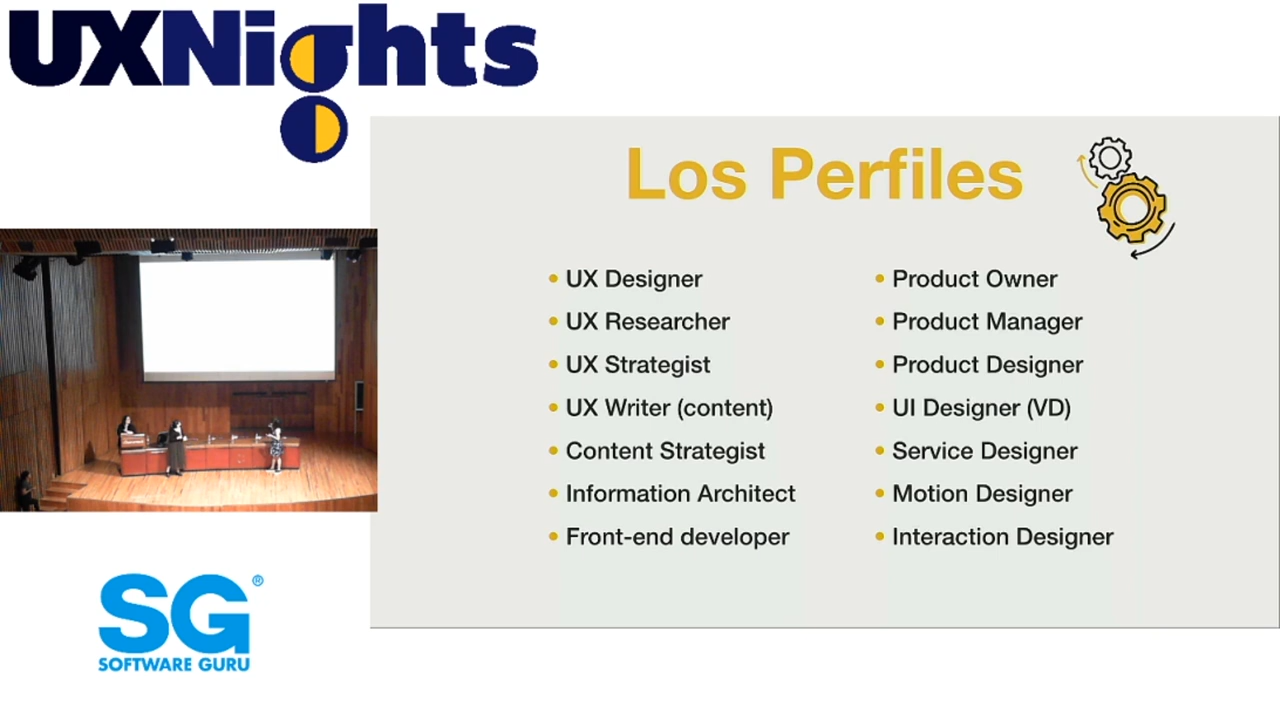 UXNights
Los Perfiles
• UX Designer
• UX Researcher
• UX Strategist
• UX Writer (content)
• Content Strategist
• Information Architect
• Front-end developer
• Product Owner
• Product Manager
• Product Designer
• UI Designer (VD)
• Service Designer
• Motion Designer
• Interaction Designer
SG®
SOFTWARE GURU